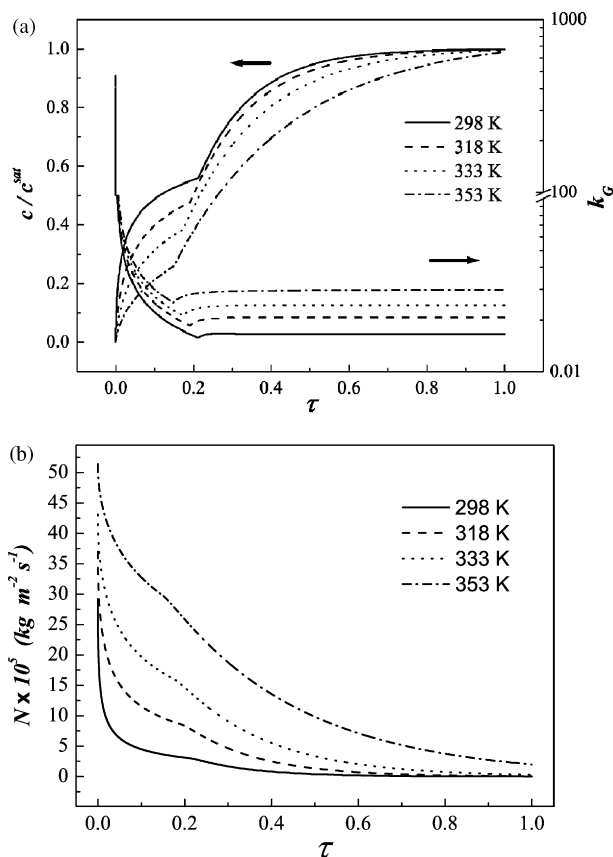 (a)
1.0
0.8
0.6
0.4
0.2
0.0
c / c^sat
1000
100
0.01
k_G
298 K
318 K
333 K
353 K
0.0 0.2 0.4 0.6 0.8 1.0
τ
(b)
50
45
40
35
30
25
20
15
10
5
0
N x 10^5 (kg m^-2 s^-1)
298 K
318 K
333 K
353 K
0.0 0.2 0.4 0.6 0.8 1.0
τ